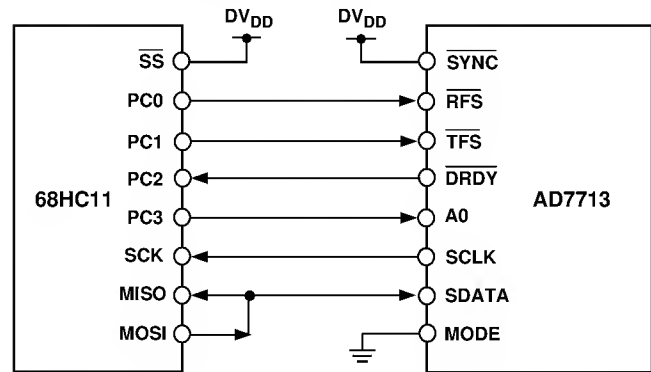 DVDD DVDD
SS SYNC
PC0 RFS
PC1 TFS
PC2 DRDY
68HC11 AD7713
PC3 A0
SCK SCLK
MISO SDATA
MOSI MODE